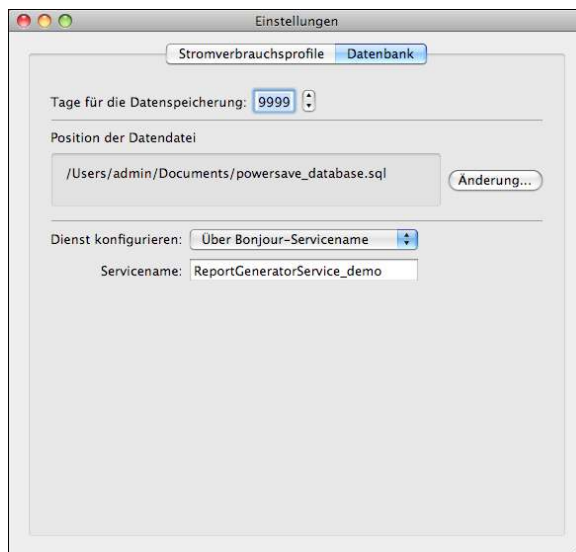 Einstellungen
Stromverbrauchsprofile Datenbank
Tage für die Datenspeicherung: 9999
Position der Datendatei
/Users/admin/Documents/powersave_database.sql
Änderung...
Dienst konfigurieren: Über Bonjour-Servicename
Servicename: ReportGeneratorService_demo